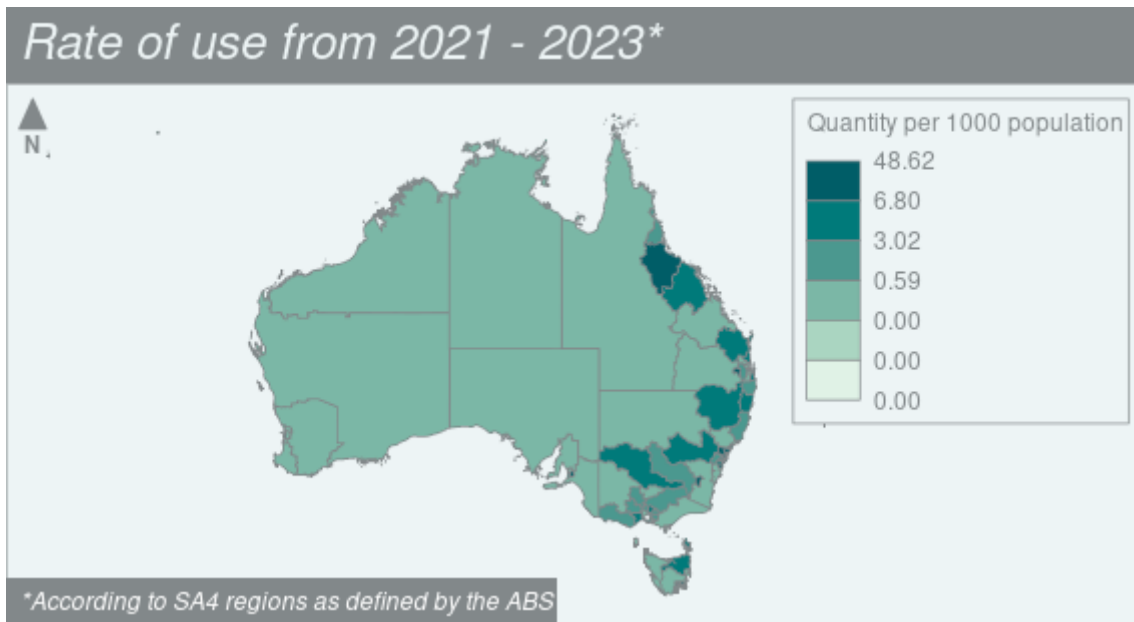 Rate of use from 2021 - 2023*
N
Quantity per 1000 population
48.62
6.80
3.02
0.59
0.00
0.00
0.00
*According to SA4 regions as defined by the ABS